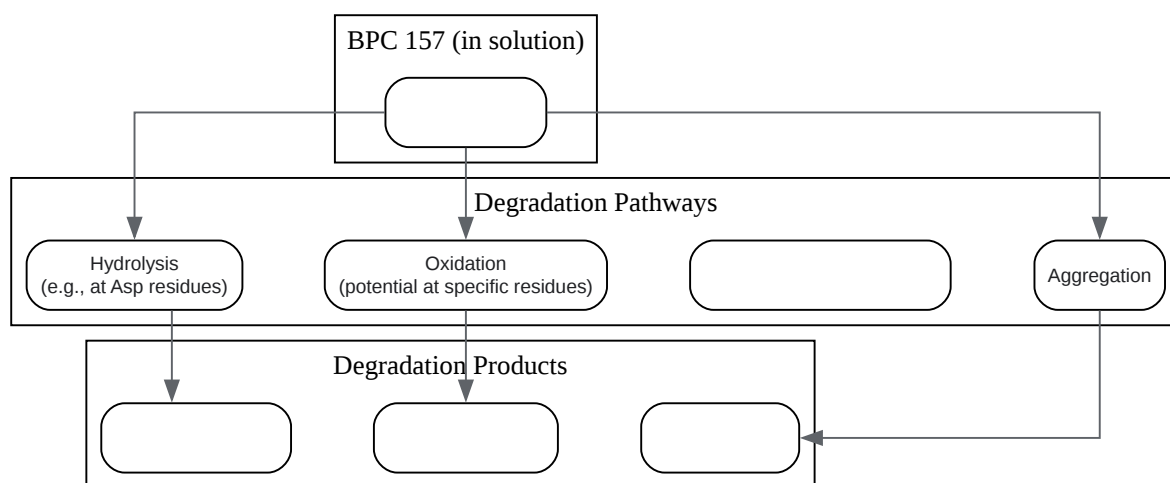 BPC 157 (in solution)
Degradation Pathways
Hydrolysis
(e.g., at Asp residues)
Oxidation
(potential at specific residues)
Aggregation
Degradation Products